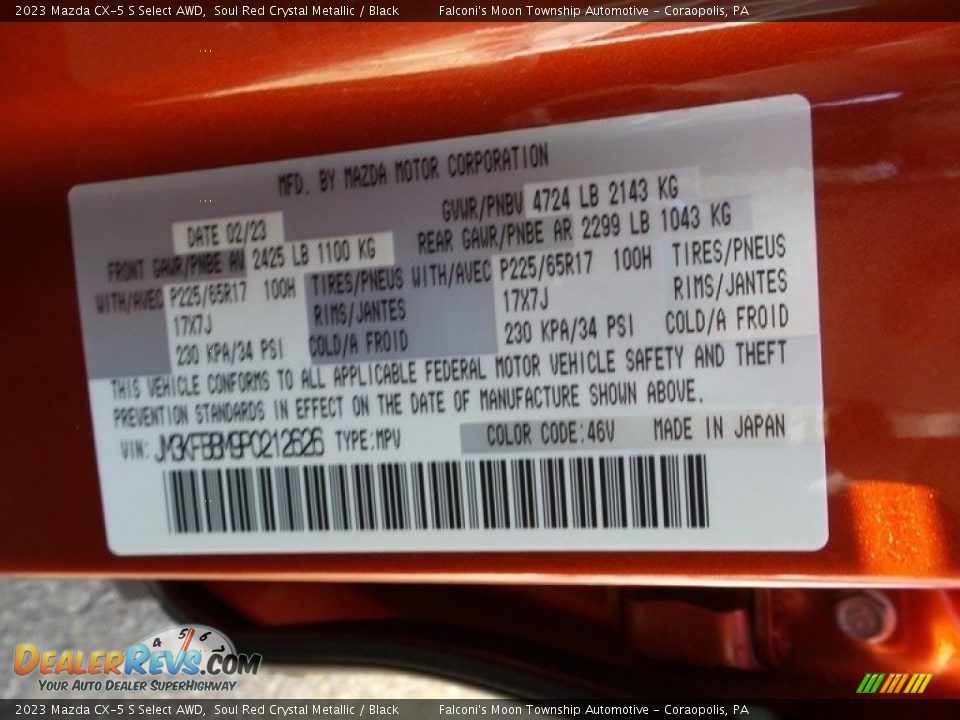 2023 Mazda CX-5 S Select AWD, Soul Red Crystal Metallic / Black Falconi's Moon Township Automotive - Coraopolis, PA
MFD. BY MAZDA MOTOR CORPORATION
DATE 02/23 GVWR/PNBV 4724 LB 2143 KG
FRONT GAWR/PNBE AV 2425 LB 1100 KG REAR GAWR/PNBE AR 2299 LB 1043 KG
WITH/AVEC P225/65R17 100H TIRES/PNEUS WITH/AVEC P225/65R17 100H TIRES/PNEUS
17X7J RIMS/JANTES 17X7J RIMS/JANTES
230 KPA/34 PSI COLD/A FROID 230 KPA/34 PSI COLD/A FROID
THIS VEHICLE CONFORMS TO ALL APPLICABLE FEDERAL MOTOR VEHICLE SAFETY AND THEFT
PREVENTION STANDARDS IN EFFECT ON THE DATE OF MANUFACTURE SHOWN ABOVE.
VIN: JM3KFBBM9P0212626 TYPE:MPV COLOR CODE:46V MADE IN JAPAN
4 5 6
DealerRevs.com
Your Auto Dealer SuperHighway
2023 Mazda CX-5 S Select AWD, Soul Red Crystal Metallic / Black Falconi's Moon Township Automotive - Coraopolis, PA